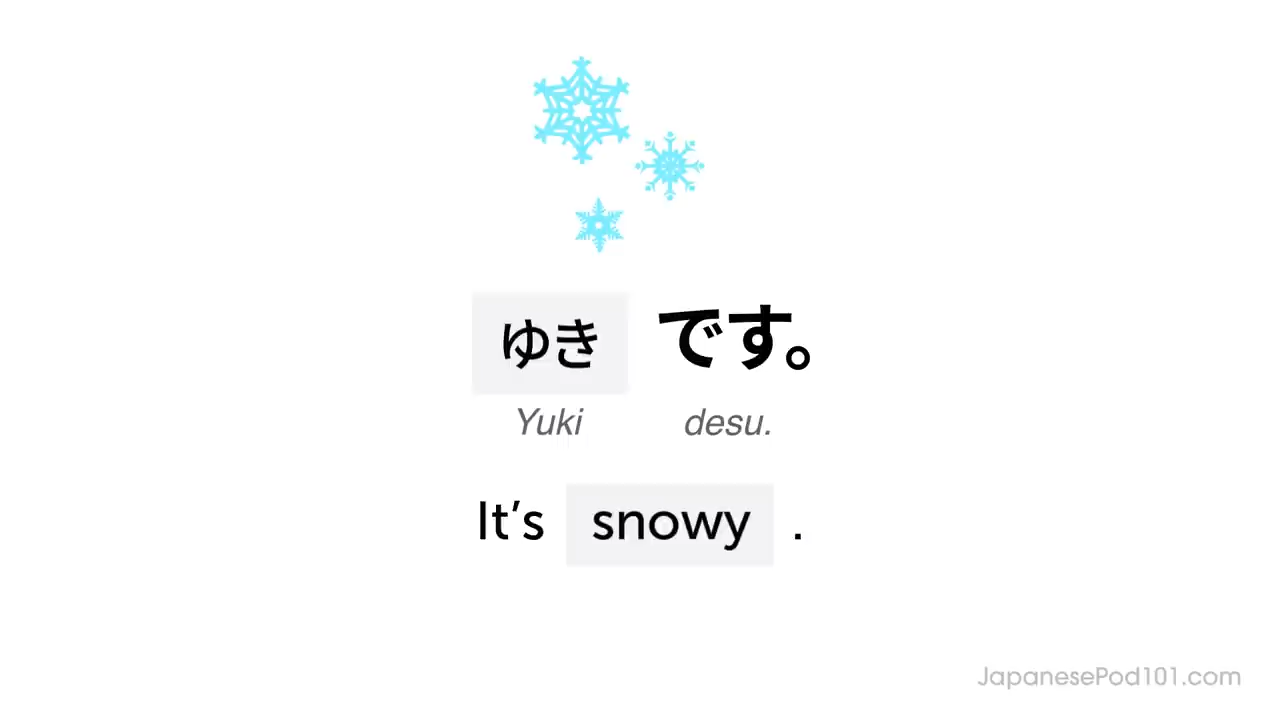 ゆき です。
Yuki desu.
It's snowy .
JapanesePod101.com